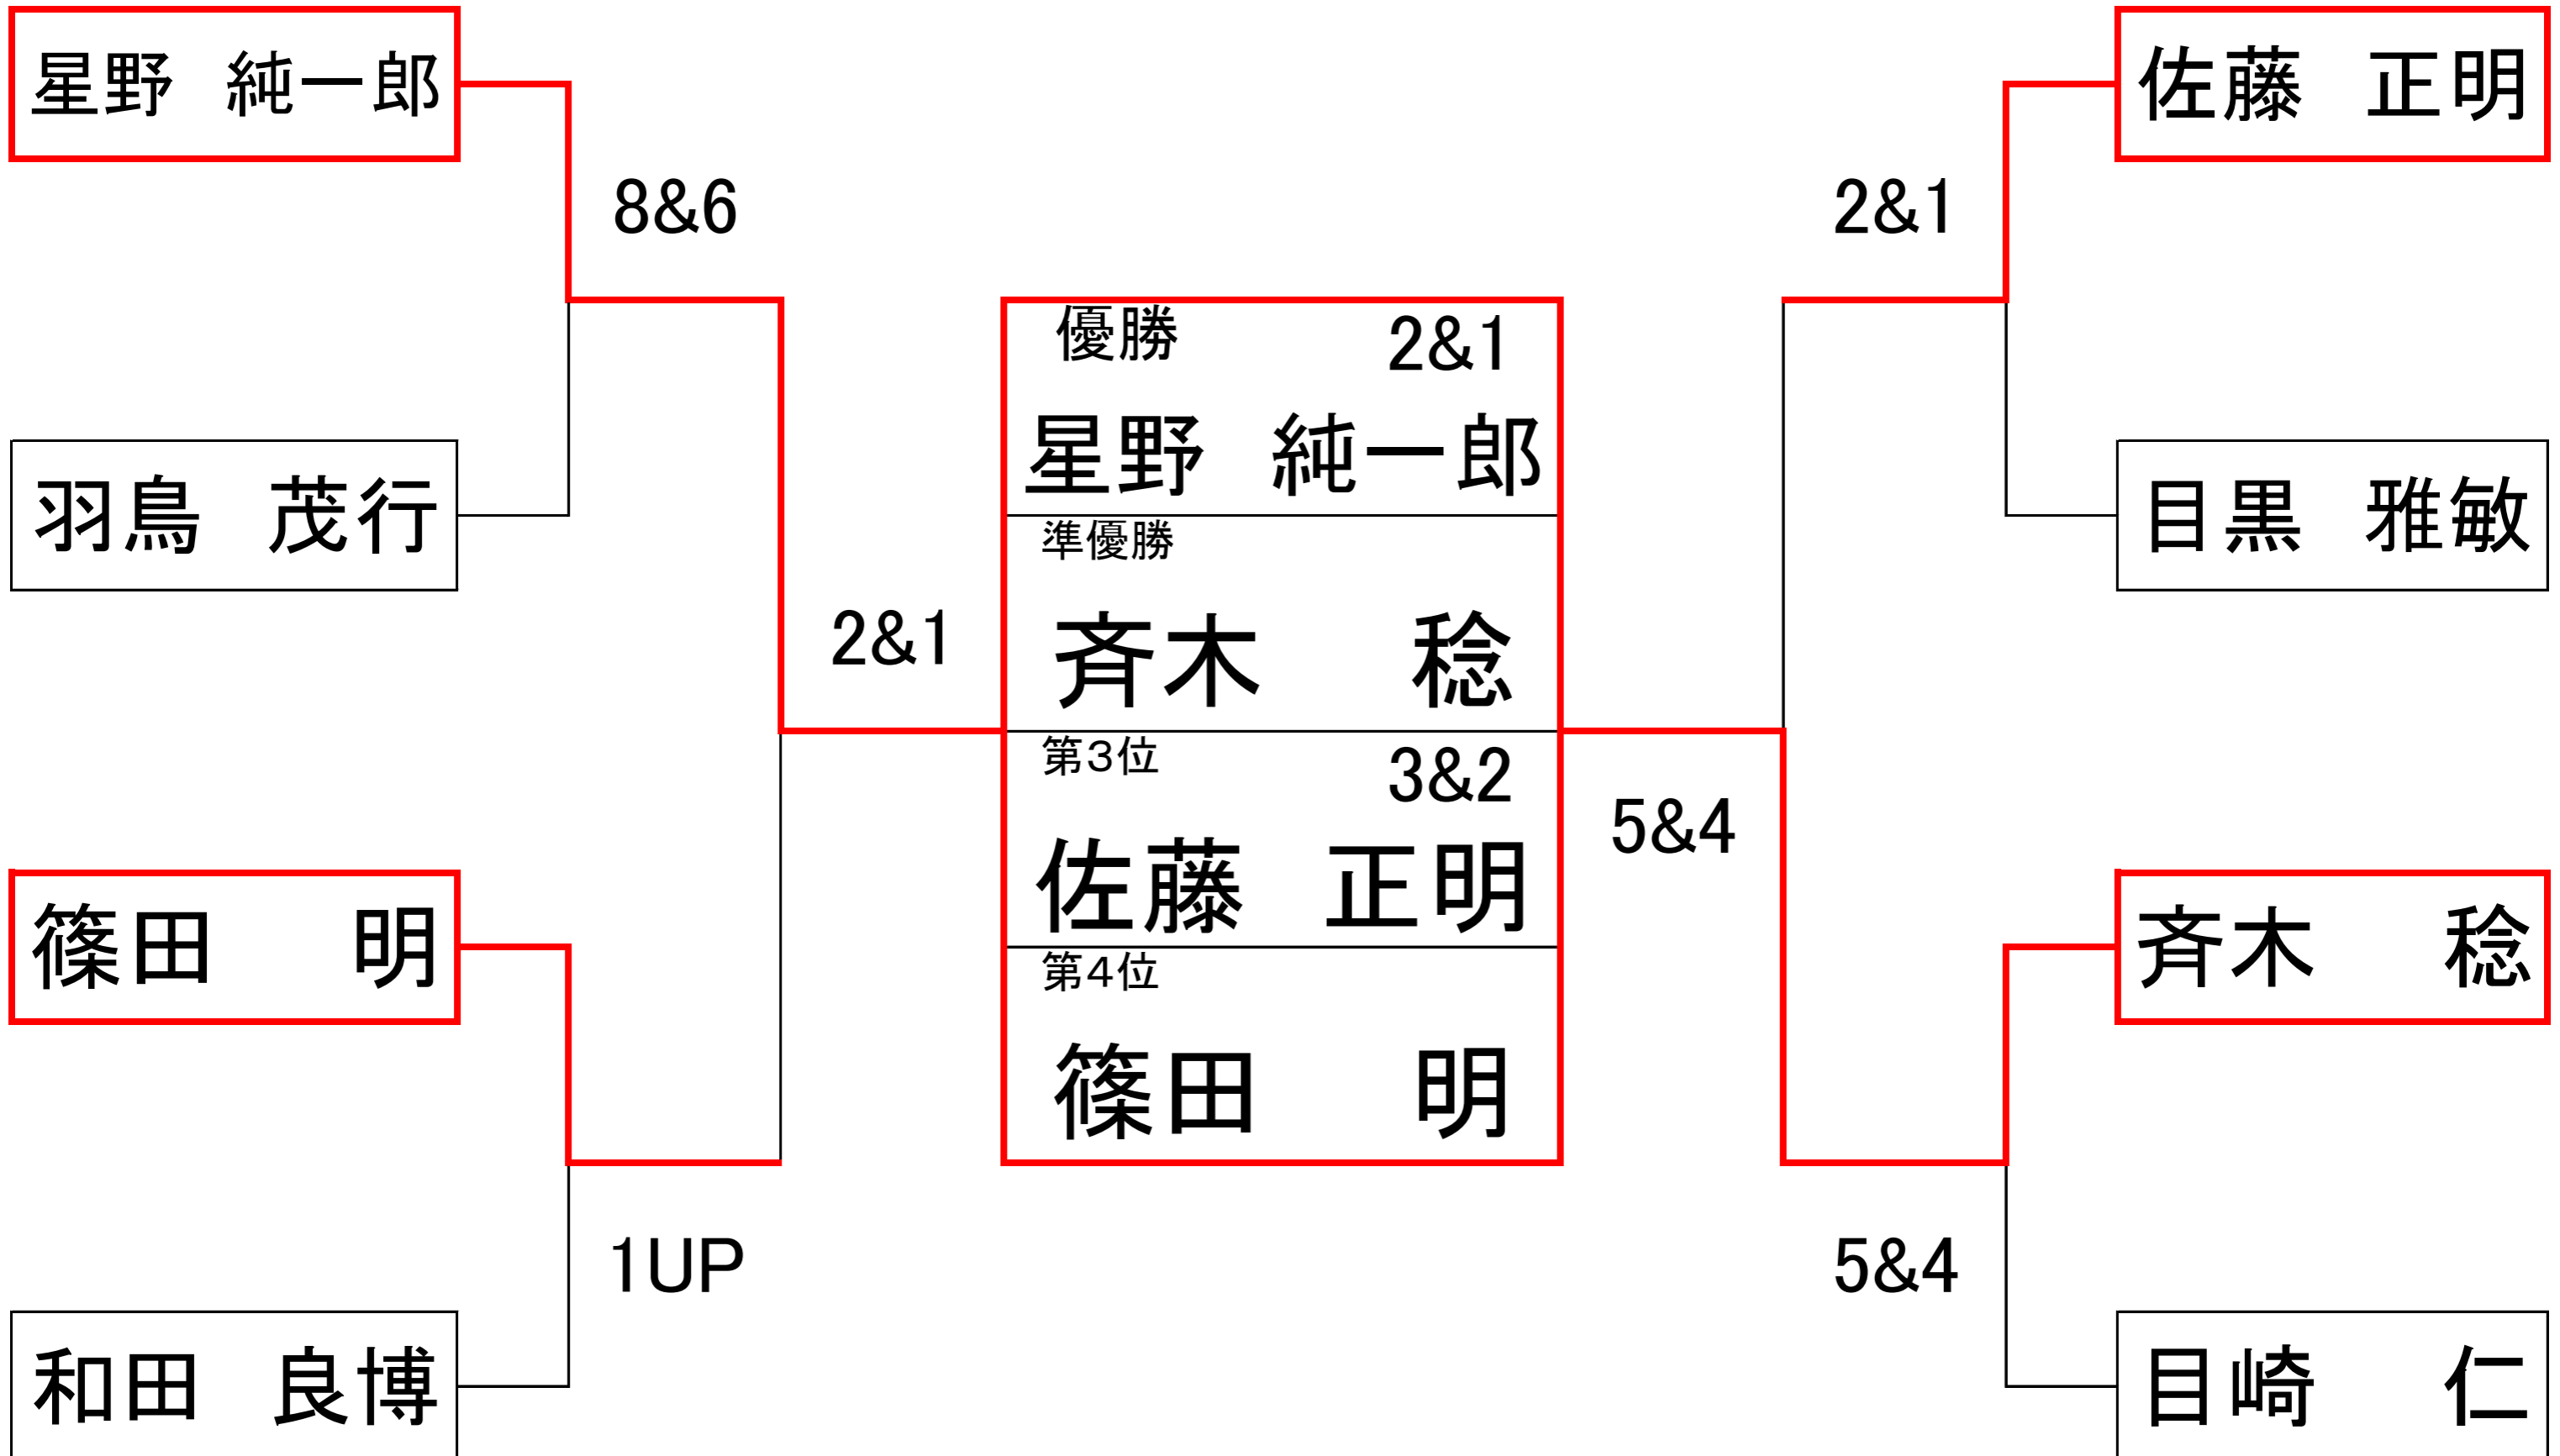 星野 純一郎
佐藤 正明
8&6
2&1
優勝 2&1
星野 純一郎
羽鳥 茂行
目黒 雅敏
準優勝
斉木 稔
2&1
第3位 3&2
佐藤 正明
5&4
篠田 明
斉木 稔
第4位
篠田 明
1UP
5&4
和田 良博
目崎 仁